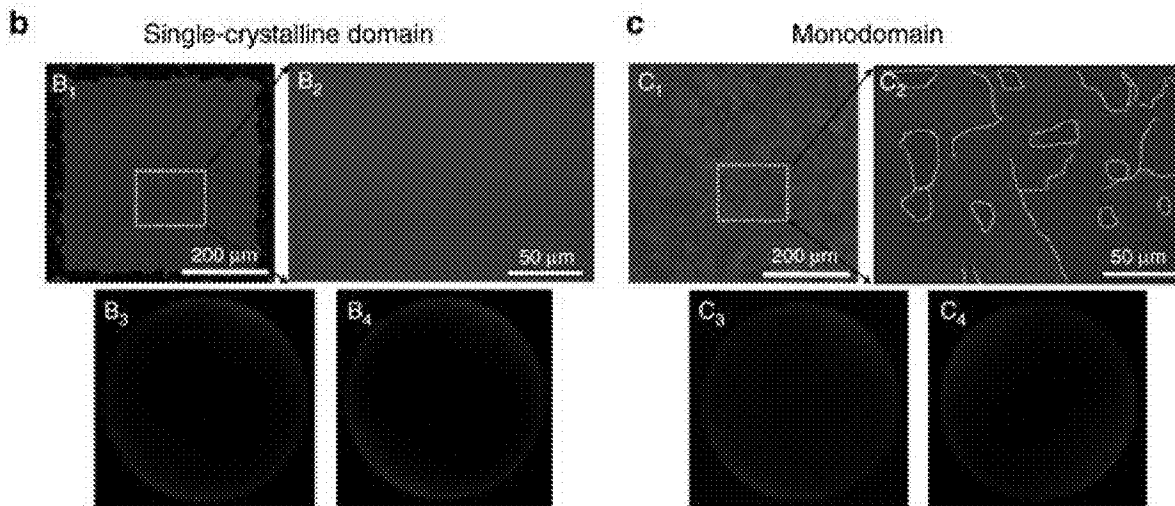 b Single-crystalline domain
B1 B2
200 μm 50 μm
B3 B4
c Monodomain
C1 C2
200 μm 50 μm
C3 C4